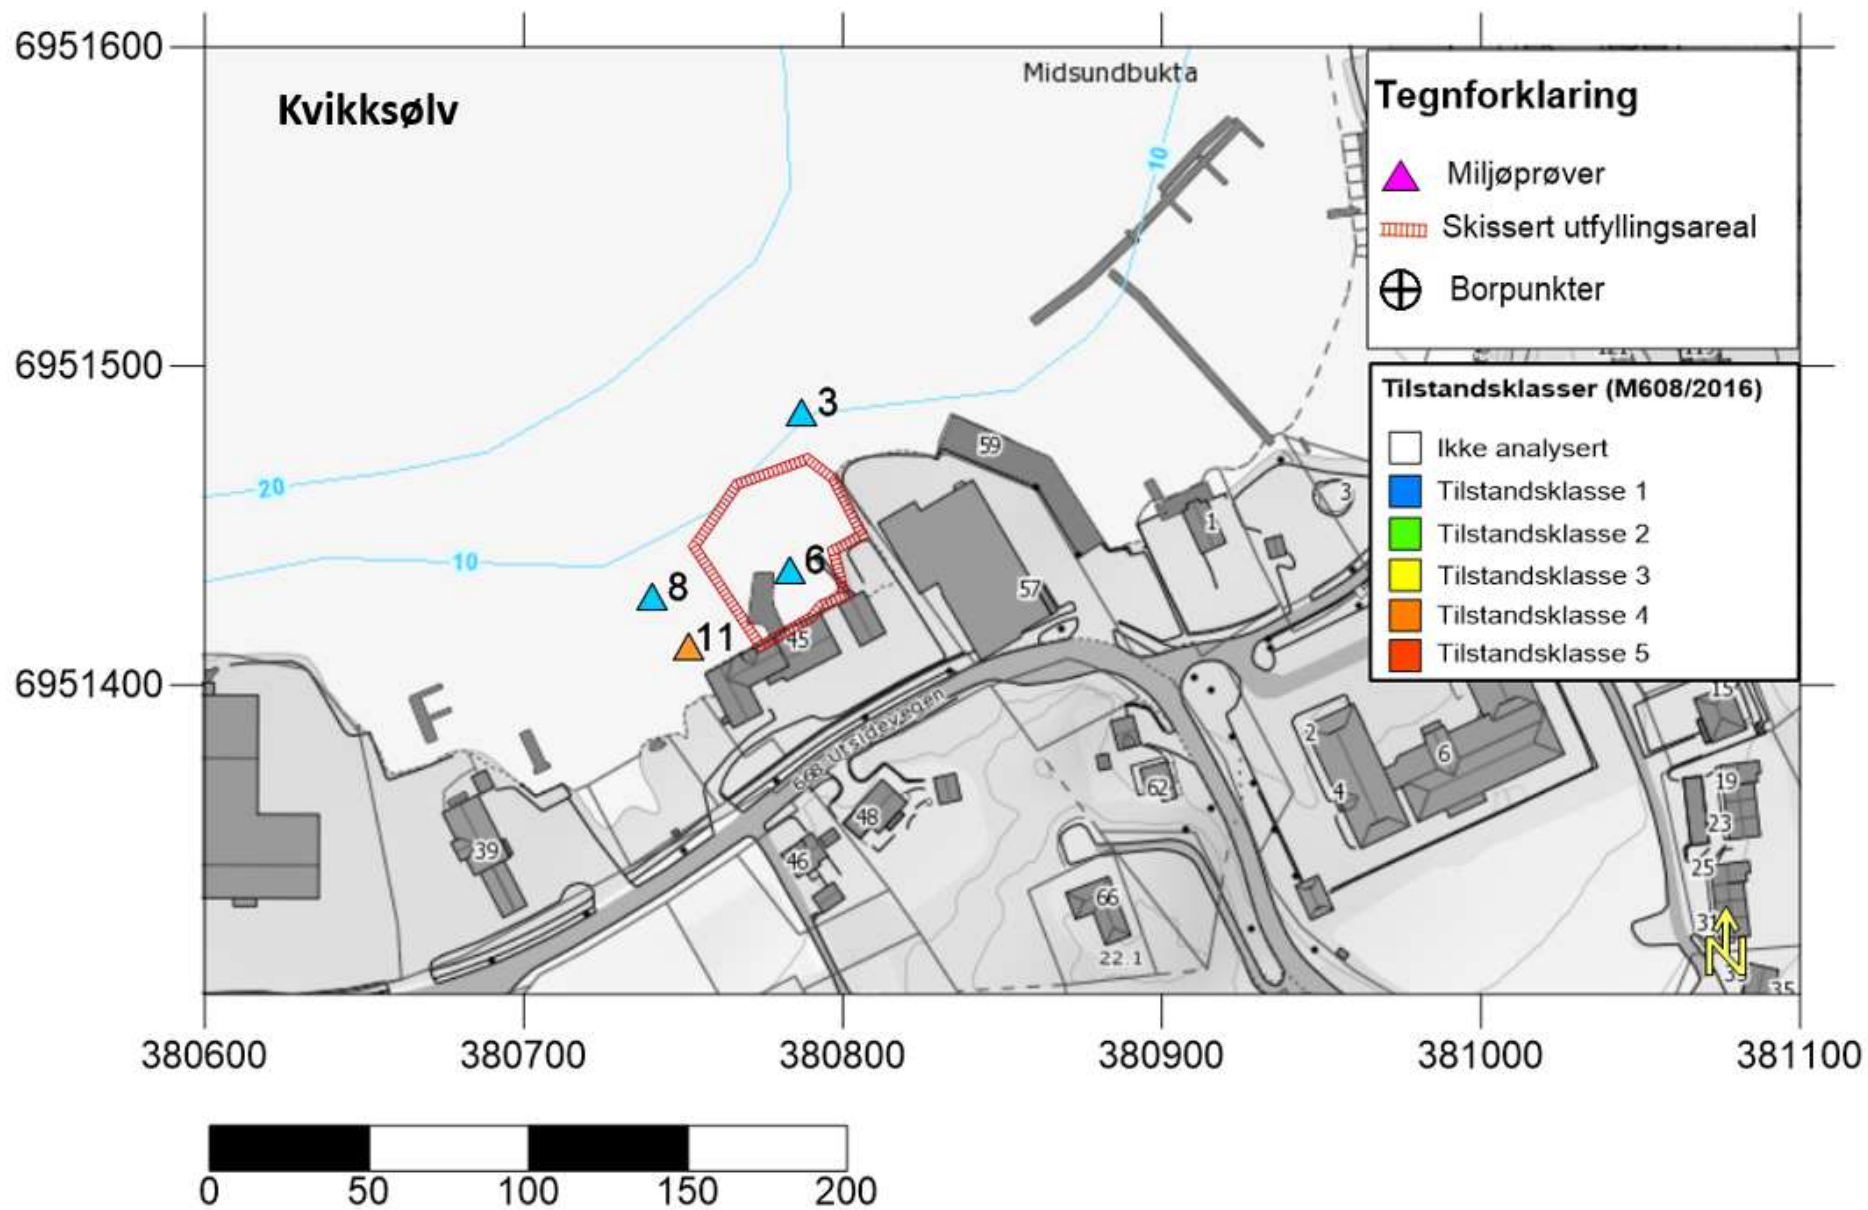 6951600
Midsundbukta
Kvikksølv
Tegnforklaring
Miljøprøver
Skissert utfyllingsareal
Borpunkter
10
6951500
Tilstandsklasser (M608/2016)
Ikke analysert
Tilstandsklasse 1
Tilstandsklasse 2
Tilstandsklasse 3
Tilstandsklasse 4
Tilstandsklasse 5
3
59
20
3
1
10
6
8
57
11
45
6951400
668 Utsidevegen
15
2
6
62
4
19
48
23
39
46
25
66
31
22.1
N
35
380600 380700 380800 380900 381000 381100
0 50 100 150 200